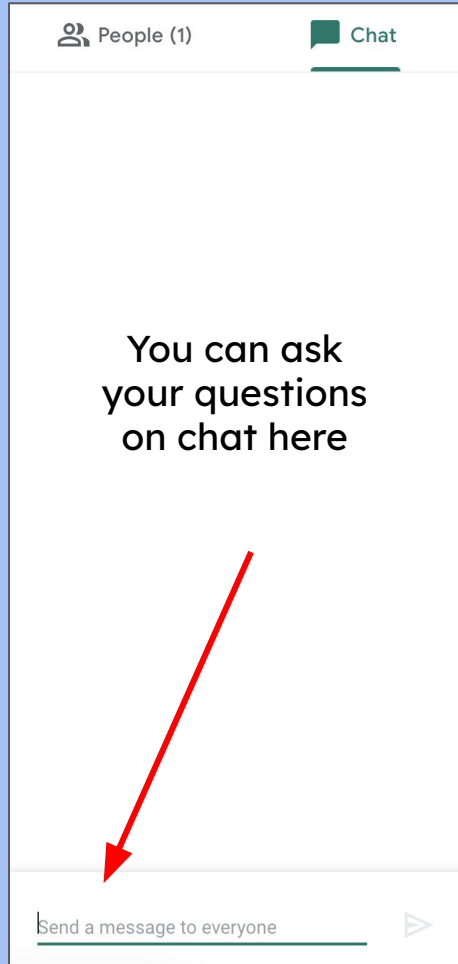 People (1)
Chat
You can ask
your questions
on chat here
Send a message to everyone